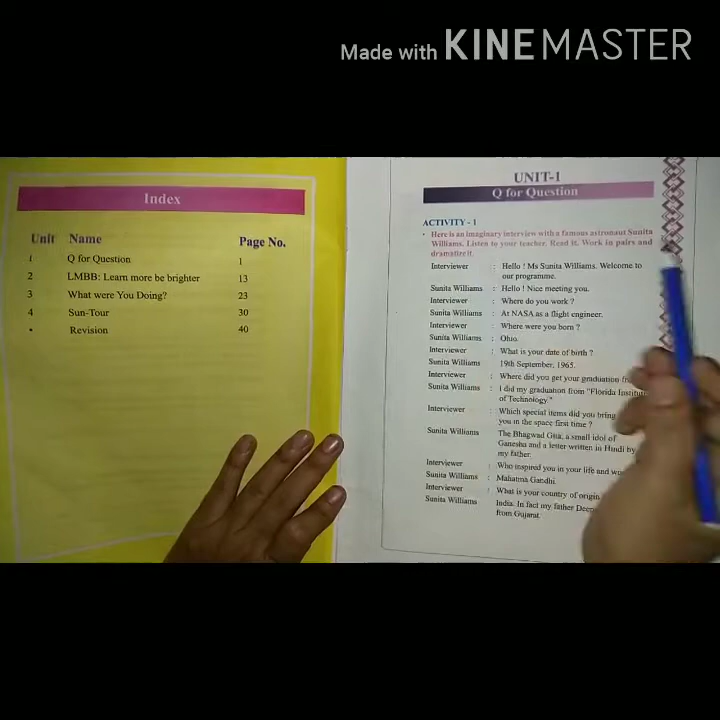 Made with KINEMASTER
Index
Unit Name Page No.
1 Q for Question 1
2 LMBB: Learn more be brighter 13
3 What were You Doing? 23
4 Sun-Tour 30
• Revision 40
UNIT-1
Q for Question
ACTIVITY - 1
• Here is an imaginary interview with a famous astronaut Sunita
Williams. Listen to your teacher. Read it. Work in pairs and
dramatize it.
Interviewer : Hello ! Ms Sunita Williams. Welcome to
our programme.
Sunita Williams : Hello ! Nice meeting you.
Interviewer : Where do you work ?
Sunita Williams : At NASA as a flight engineer.
Interviewer : Where were you born ?
Sunita Williams : Ohio.
Interviewer : What is your date of birth ?
Sunita Williams : 19th September, 1965.
Interviewer : Where did you get your graduation
Sunita Williams : I did my graduation from "Florida Institute
of Technology."
Interviewer : Which special items did you bring
you in the space first time ?
Sunita Williams : The Bhagwad Gita, a small idol of
Ganesha and a letter written in Hindi by
my father.
Interviewer : Who inspired you in your life and
Sunita Williams : Mahatma Gandhi.
Interviewer : What is your country of origin
Sunita Williams : India. In fact my father
from Gujarat.